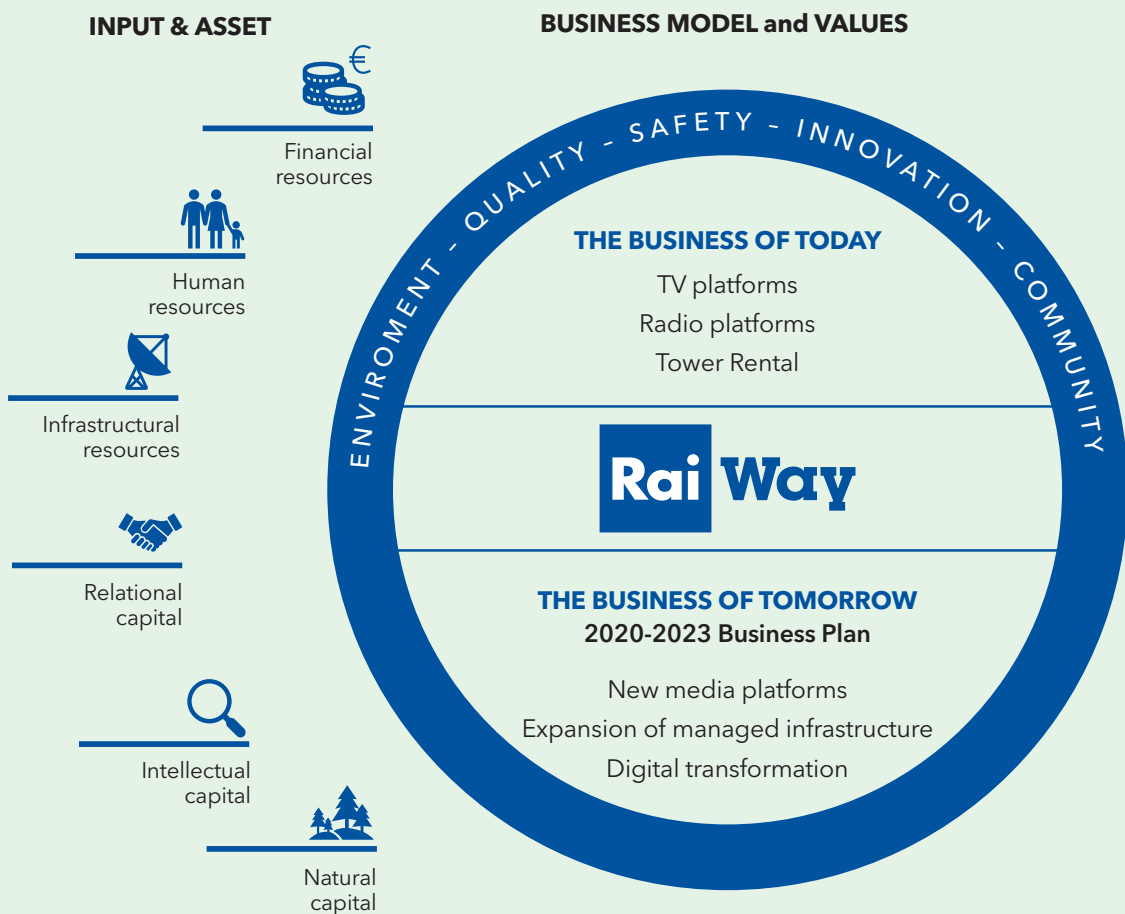 INPUT & ASSET
€
Financial
resources
Human
resources
Infrastructural
resources
Relational
capital
Intellectual
capital
Natural
capital
BUSINESS MODEL and VALUES
ENVIROMENT - QUALITY - SAFETY - INNOVATION - COMMUNITY
THE BUSINESS OF TODAY
TV platforms
Radio platforms
Tower Rental
Rai Way
THE BUSINESS OF TOMORROW
2020-2023 Business Plan
New media platforms
Expansion of managed infrastructure
Digital transformation